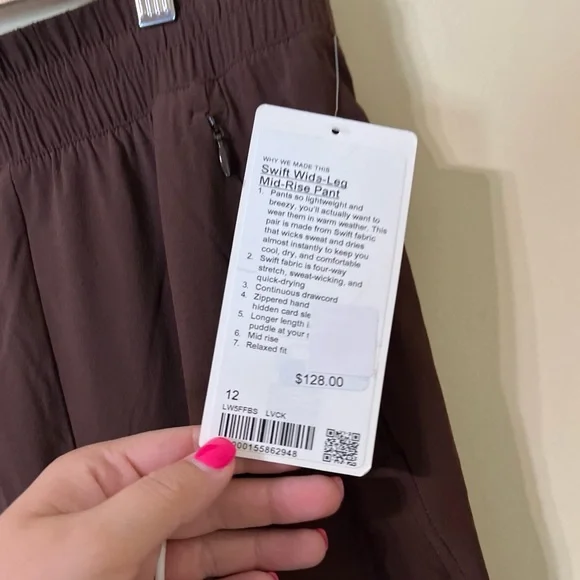 WHY WE MADE THIS
Swift Wide-Leg
Mid-Rise Pant
1. Pants so lightweight and
breezy, you'll actually want to
wear them in warm weather. This
pair is made from Swift fabric
that wicks sweat and dries
almost instantly to keep you
cool, dry, and comfortable
2. Swift fabric is four-way
stretch, sweat-wicking, and
quick-drying
3. Continuous drawcord
4. Zippered hand
hidden card sle
5. Longer length i
puddle at your
6. Mid rise
7. Relaxed fit
$128.00
12
LW5FFBS LVCK
000155862948